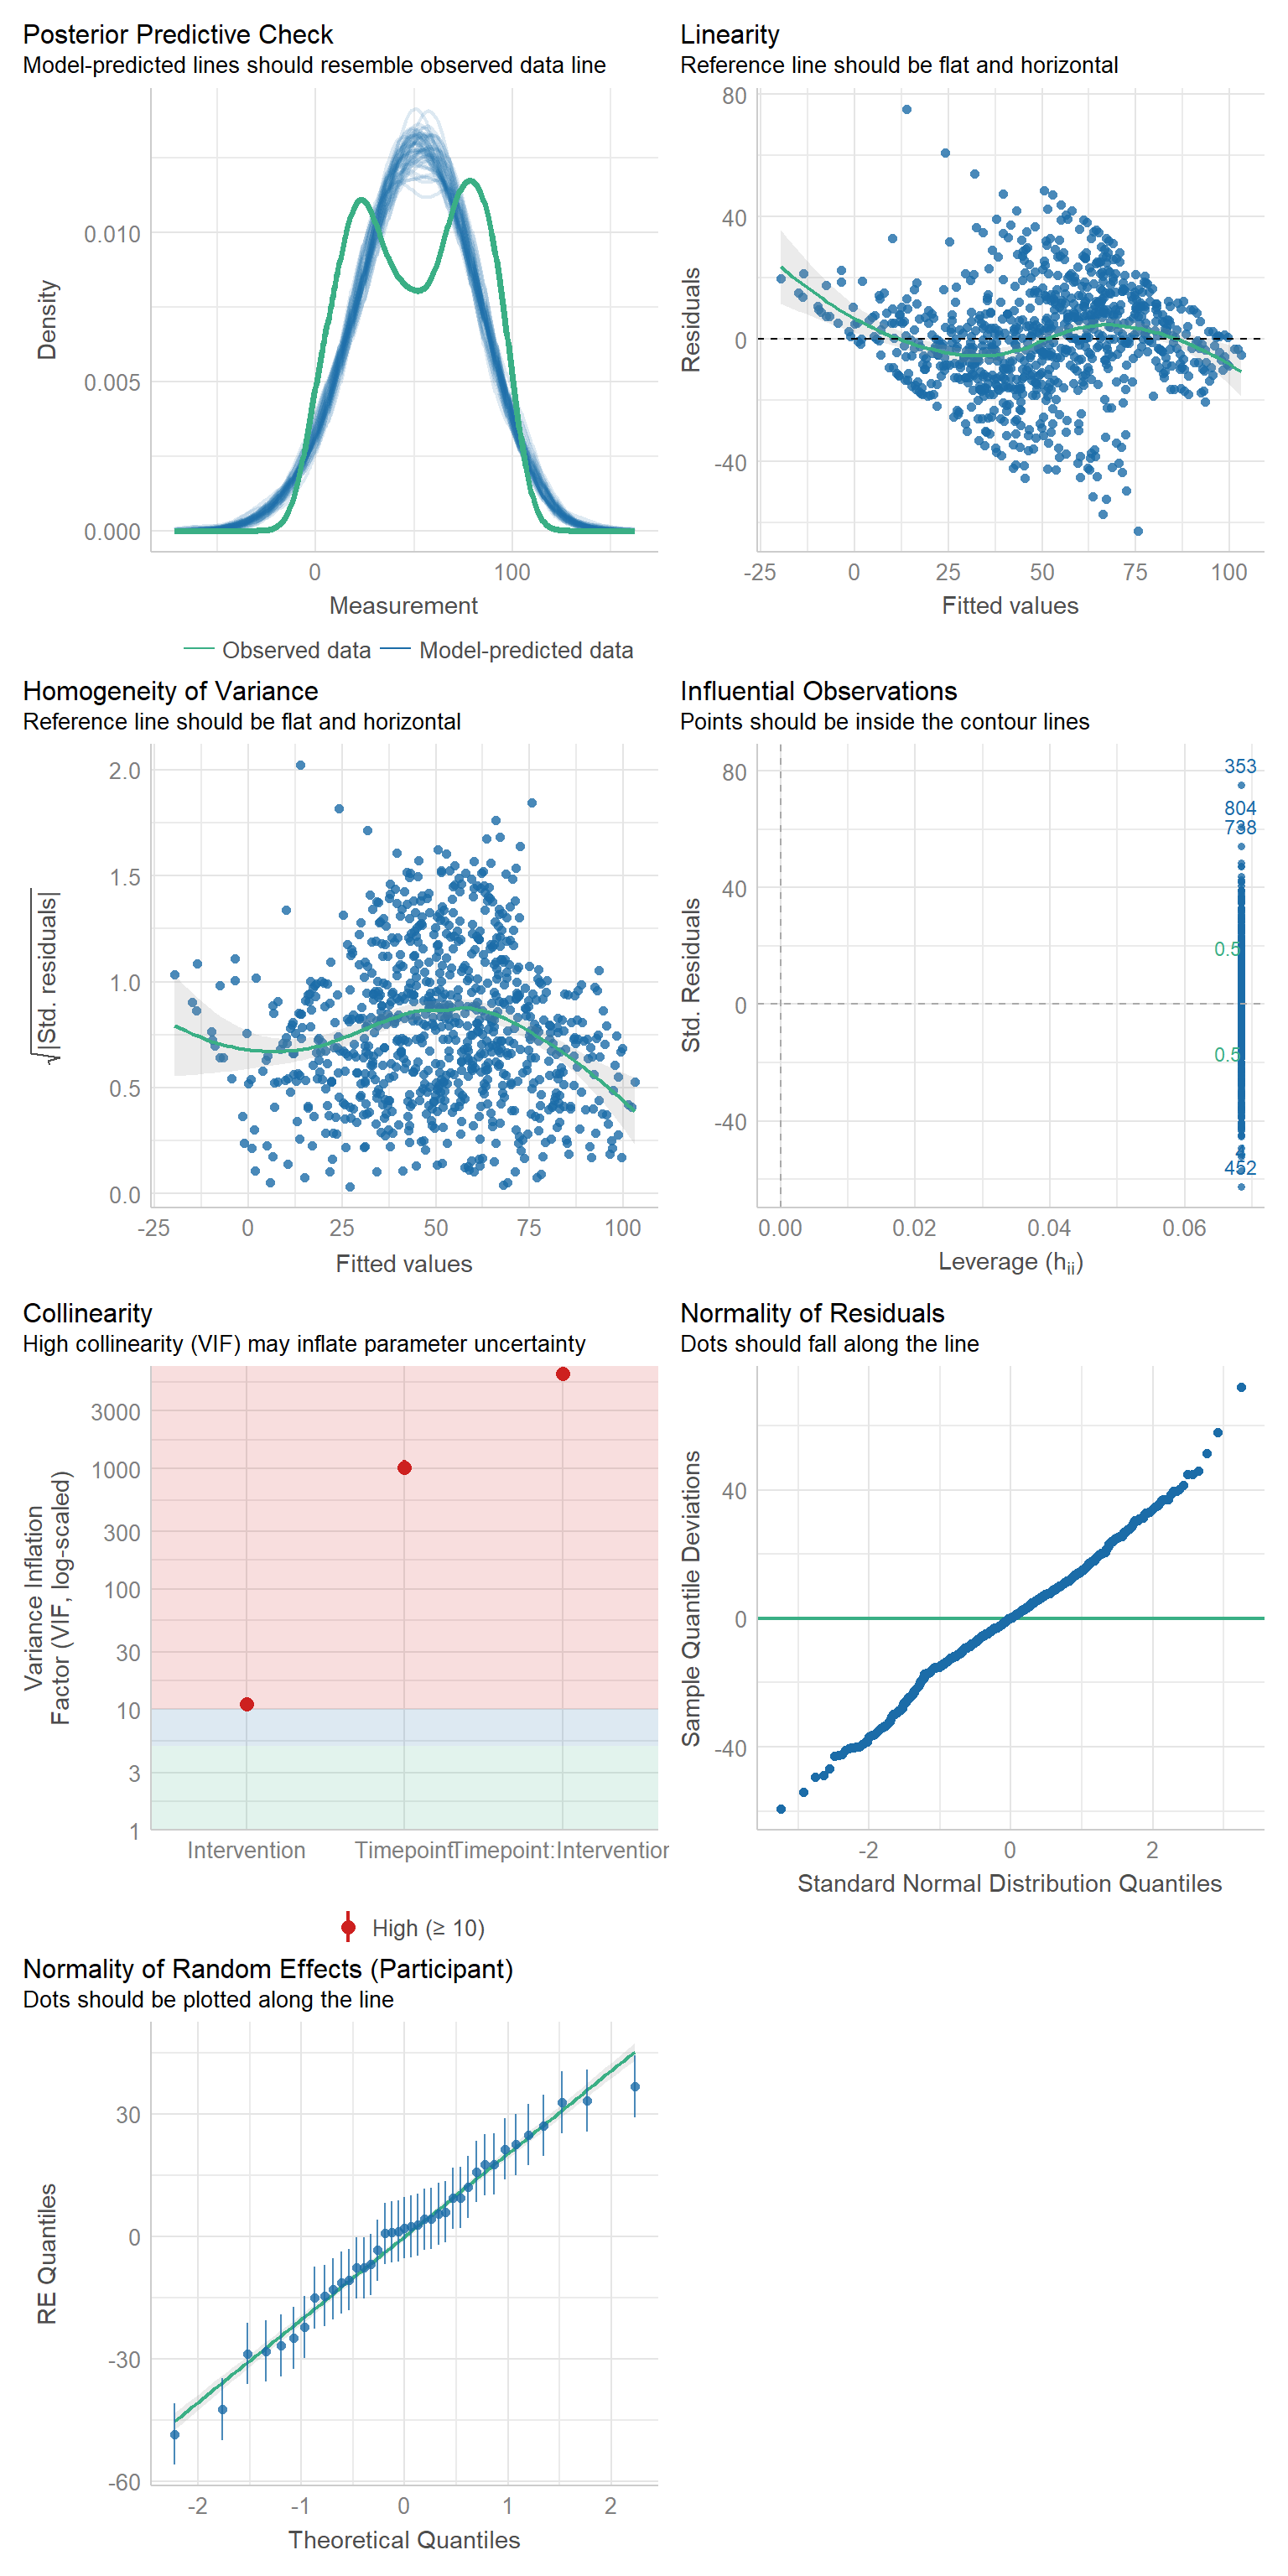 Posterior Predictive Check
Model-predicted lines should resemble observed data line
Density
0.010
0.005
0.000
0
100
Measurement
Observed data
Model-predicted data
Linearity
Reference line should be flat and horizontal
Residuals
80
40
0
-40
-25
0
25
50
75
100
Fitted values
Homogeneity of Variance
Reference line should be flat and horizontal
√|Std. residuals|
2.0
1.5
1.0
0.5
0.0
-25
0
25
50
75
100
Fitted values
Influential Observations
Points should be inside the contour lines
Std. Residuals
80
40
0
-40
353
804
738
0.5
0.5
452
0.00
0.02
0.04
0.06
Leverage (hii)
Collinearity
High collinearity (VIF) may inflate parameter uncertainty
Variance Inflation
Factor (VIF, log-scaled)
3000
1000
300
100
30
10
3
1
Intervention
Timepoint
Timepoint:Intervention
High (≥ 10)
Normality of Residuals
Dots should fall along the line
Sample Quantile Deviations
40
0
-40
-2
0
2
Standard Normal Distribution Quantiles
Normality of Random Effects (Participant)
Dots should be plotted along the line
RE Quantiles
30
0
-30
-60
-2
-1
0
1
2
Theoretical Quantiles